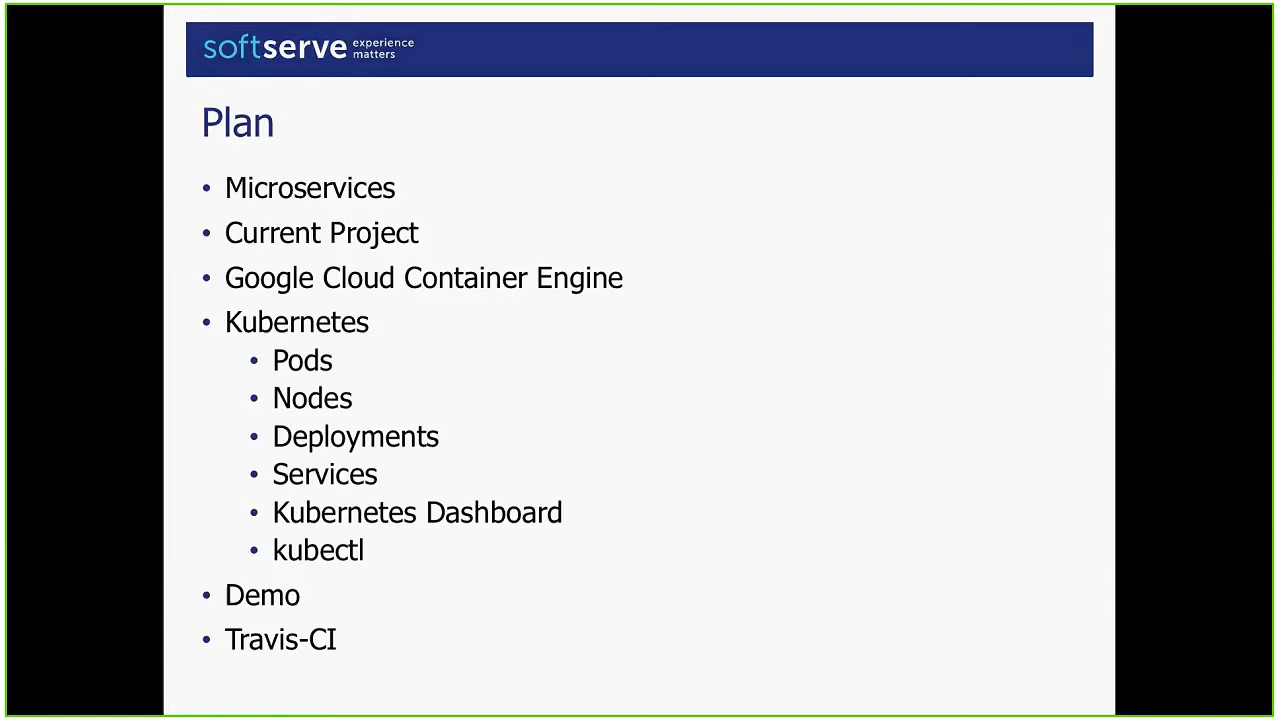 softserve experience matters
Plan
• Microservices
• Current Project
• Google Cloud Container Engine
• Kubernetes
• Pods
• Nodes
• Deployments
• Services
• Kubernetes Dashboard
• kubectl
• Demo
• Travis-CI